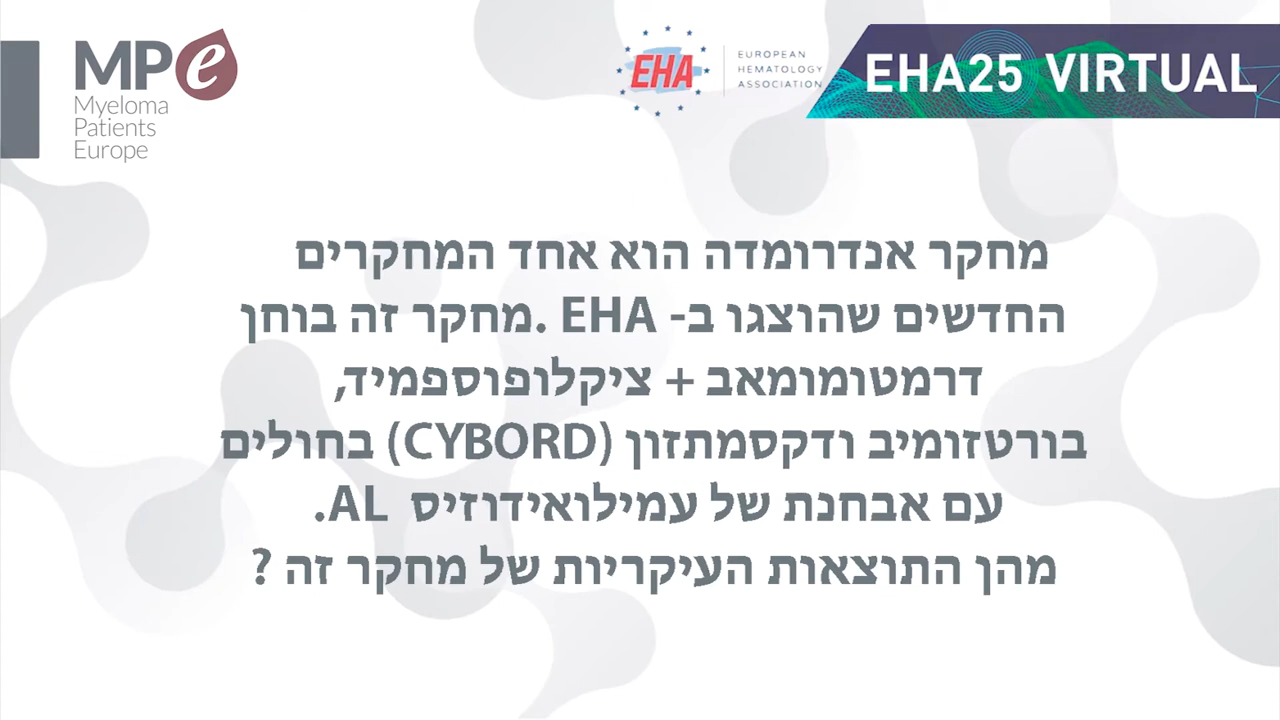 MPe
Myeloma
Patients
Europe
EHA
EUROPEAN
HEMATOLOGY
ASSOCIATION
EHA25 VIRTUAL
מחקר אנדרומדה הוא אחד המחקרים
החדשים שהוצגו ב- EHA .מחקר זה בוחן
דרמטומומאב + ציקלופוספמיד,
בורטזומיב ודקסמתזון (CYBORD) בחולים
עם אבחנת של עמילואידוזיס AL.
מהן התוצאות העיקריות של מחקר זה ?